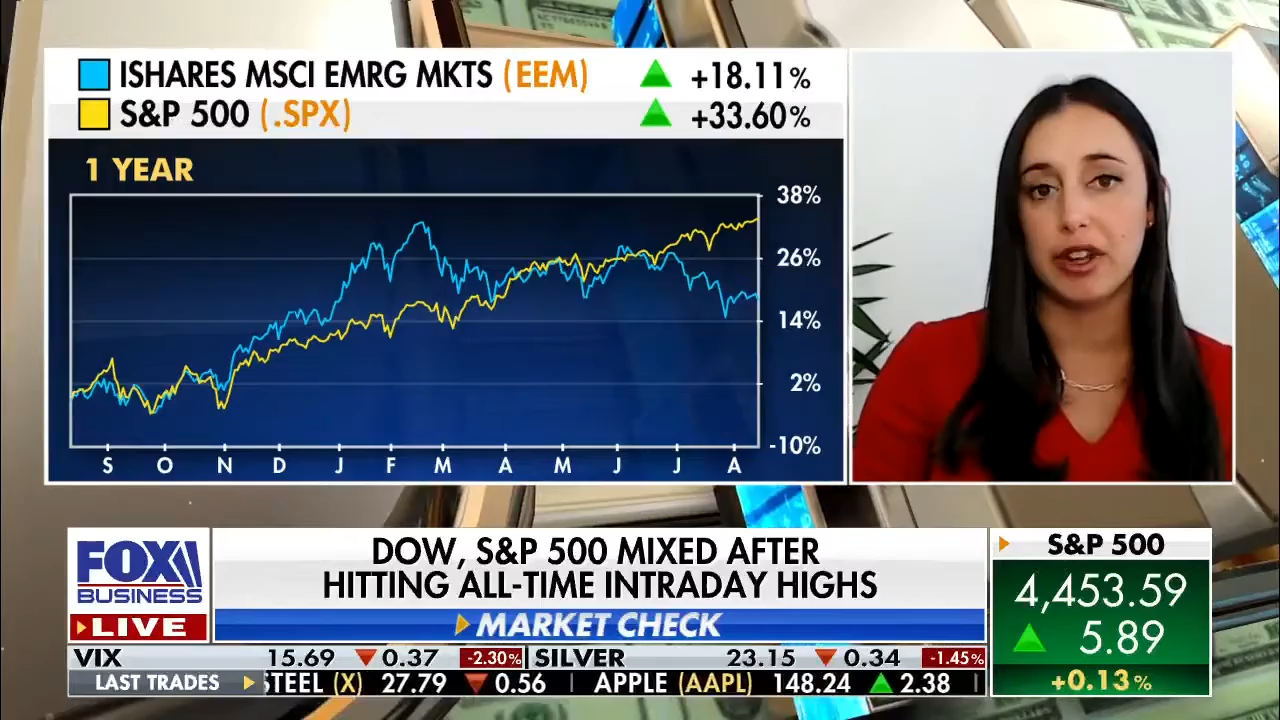 ISHARES MSCI EMRG MKTS (EEM) +18.11%
S&P 500 (.SPX) +33.60%
1 YEAR
38%
26%
14%
2%
-10%
S O N D J F M A M J J A
FOX BUSINESS
LIVE
DOW, S&P 500 MIXED AFTER
HITTING ALL-TIME INTRADAY HIGHS
MARKET CHECK
S&P 500
4,453.59
5.89
+0.13%
VIX 15.69 0.37 -2.30% SILVER 23.15 0.34 -1.45%
LAST TRADES STEEL (X) 27.79 0.56 APPLE (AAPL) 148.24 2.38